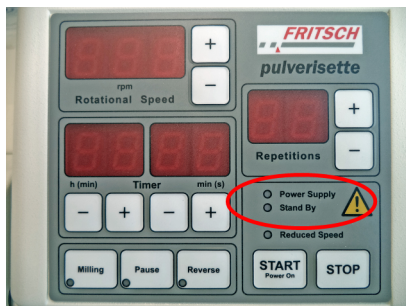 FRITSCH
pulverisette
rpm
Rotational Speed
+
−
Repetitions
+
−
h (min) Timer min (s)
− + − +
Power Supply
Stand By
Reduced Speed
Milling
Pause
Reverse
START
Power On
STOP